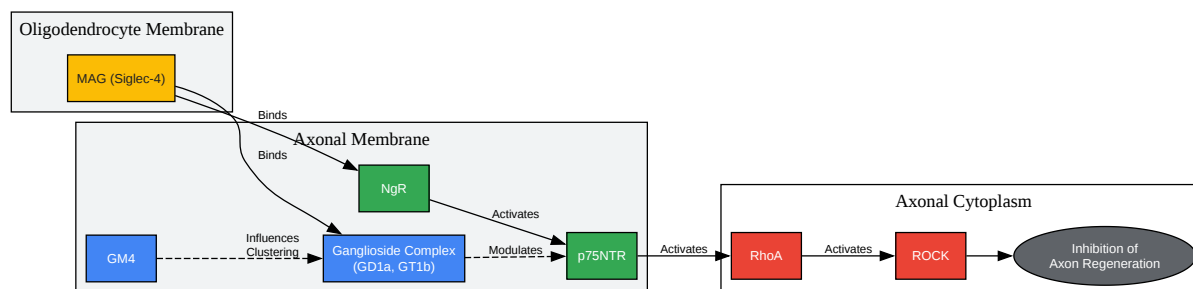 Oligodendrocyte Membrane
MAG (Siglec-4)
Binds
Axonal Membrane
Binds
NgR
Activates
GM4
Influences
Clustering
Ganglioside Complex
(GD1a, GT1b)
Modulates
p75NTR
Activates
Axonal Cytoplasm
RhoA
Activates
ROCK
Inhibition of
Axon Regeneration